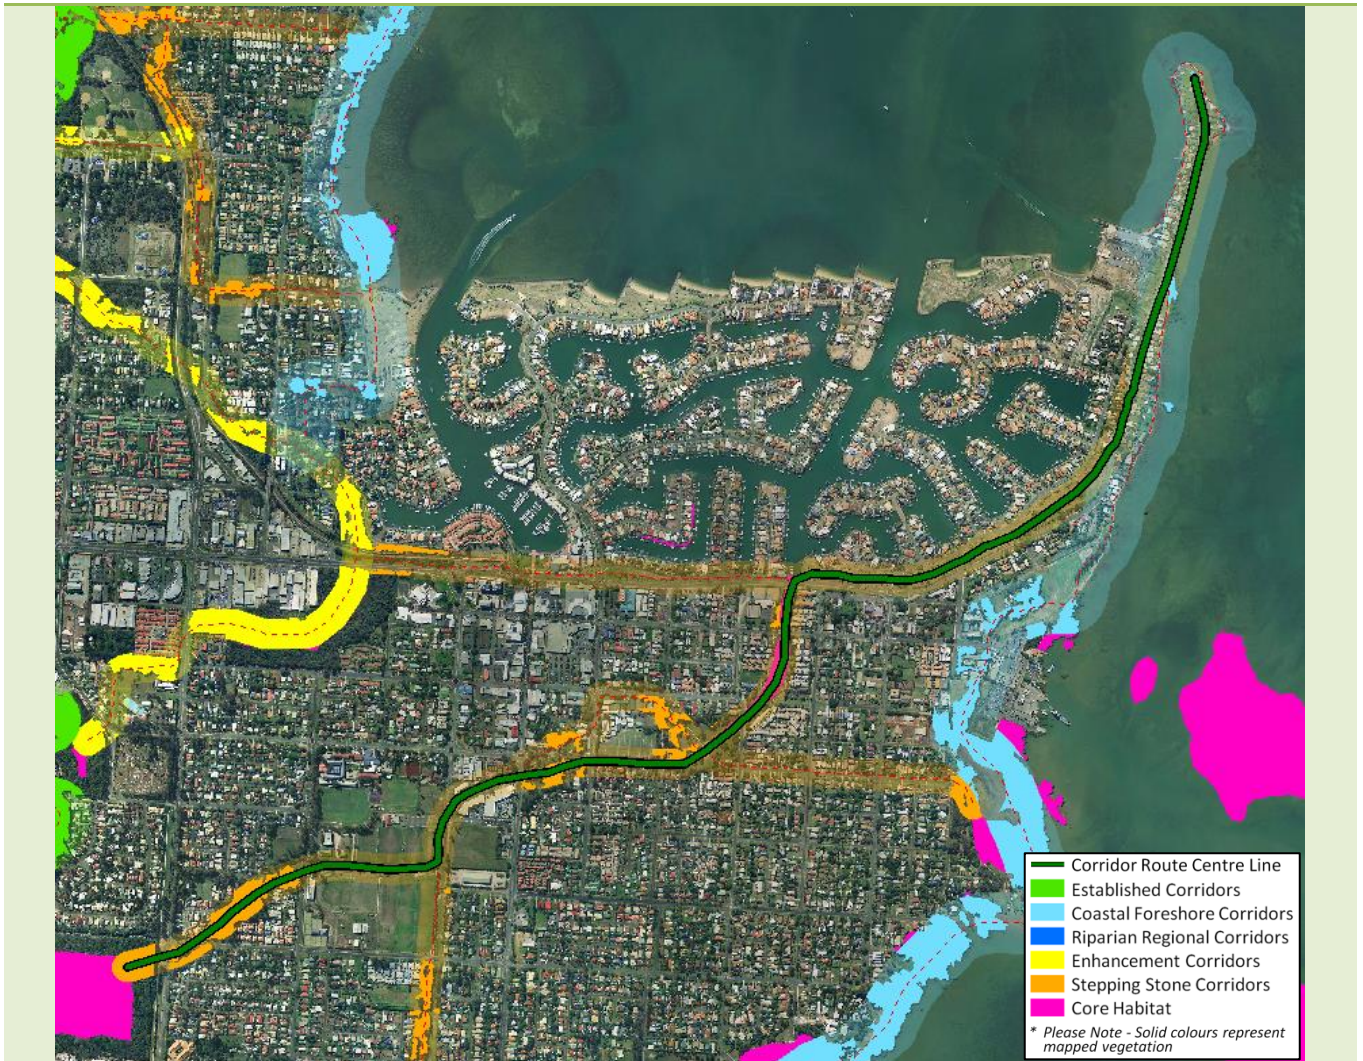 Corridor Route Centre Line
Established Corridors
Coastal Foreshore Corridors
Riparian Regional Corridors
Enhancement Corridors
Stepping Stone Corridors
Core Habitat
* Please Note - Solid colours represent
mapped vegetation